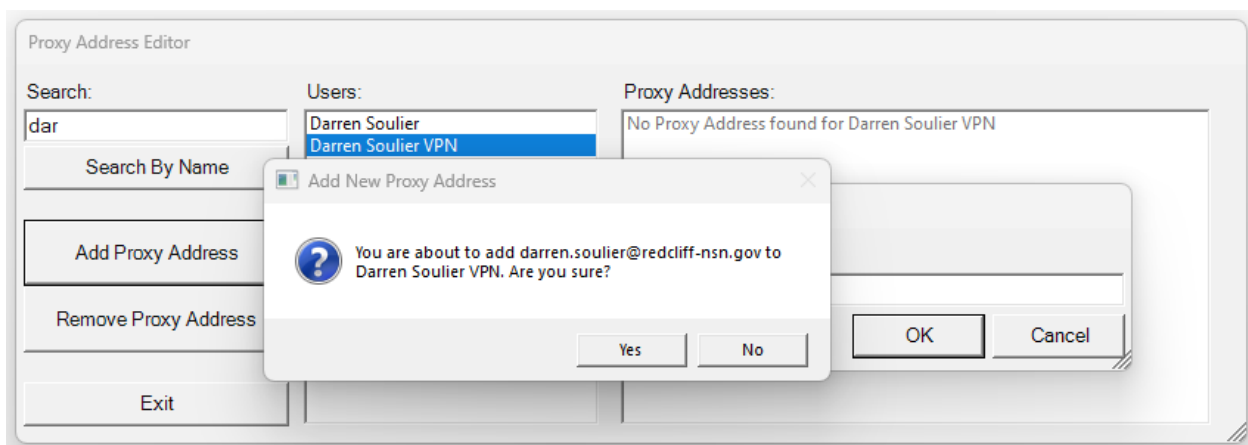 Proxy Address Editor
Search:
Users:
Proxy Addresses:
dar
Darren Soulier
No Proxy Address found for Darren Soulier VPN
Darren Soulier VPN
Search By Name
Add New Proxy Address
Add Proxy Address
You are about to add darren.soulier@redcliff-nsn.gov to
Darren Soulier VPN. Are you sure?
Remove Proxy Address
Yes
No
OK
Cancel
Exit